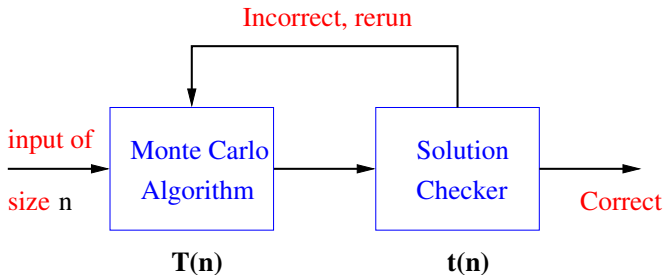 Incorrect, rerun
input of
size n
Monte Carlo
Algorithm
Solution
Checker
Correct
T(n)
t(n)